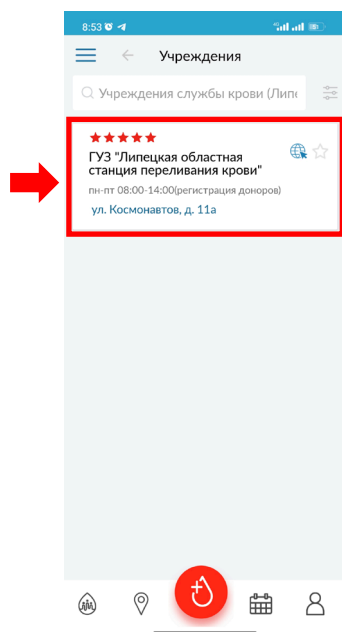 8:53
Учреждения
Учреждения службы крови (Липе
ГУЗ "Липецкая областная
станция переливания крови"
пн-пт 08:00-14:00(регистрация доноров)
ул. Космонавтов, д. 11а